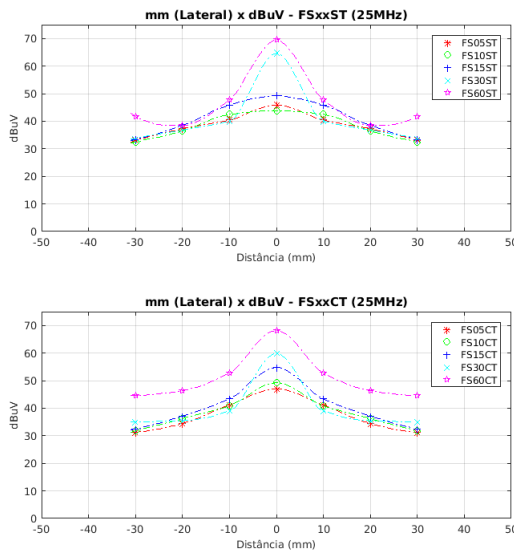 mm (Lateral) x dBuV - FSxxST (25MHz)
70
60
50
40
30
20
10
0
dBuV
FS05ST
FS10ST
FS15ST
FS30ST
FS60ST
-50 -40 -30 -20 -10 0 10 20 30 40 50
Distância (mm)
mm (Lateral) x dBuV - FSxxCT (25MHz)
70
60
50
40
30
20
10
0
dBuV
FS05CT
FS10CT
FS15CT
FS30CT
FS60CT
-50 -40 -30 -20 -10 0 10 20 30 40 50
Distância (mm)